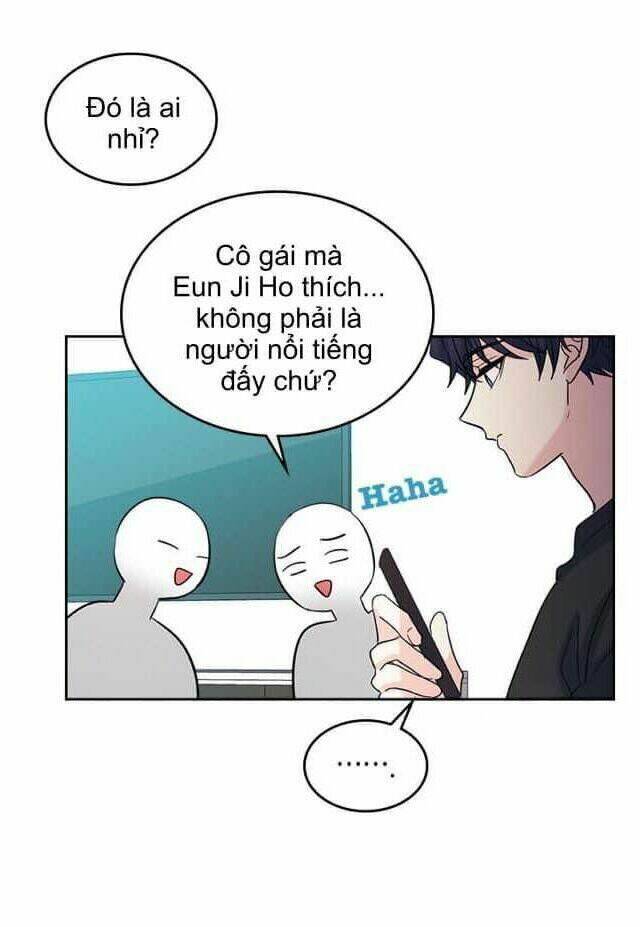 Đó là ai
nhỉ?
Cô gái mà
Eun Ji Ho thích...
không phải là
người nổi tiếng
đấy chứ?
Haha
.......